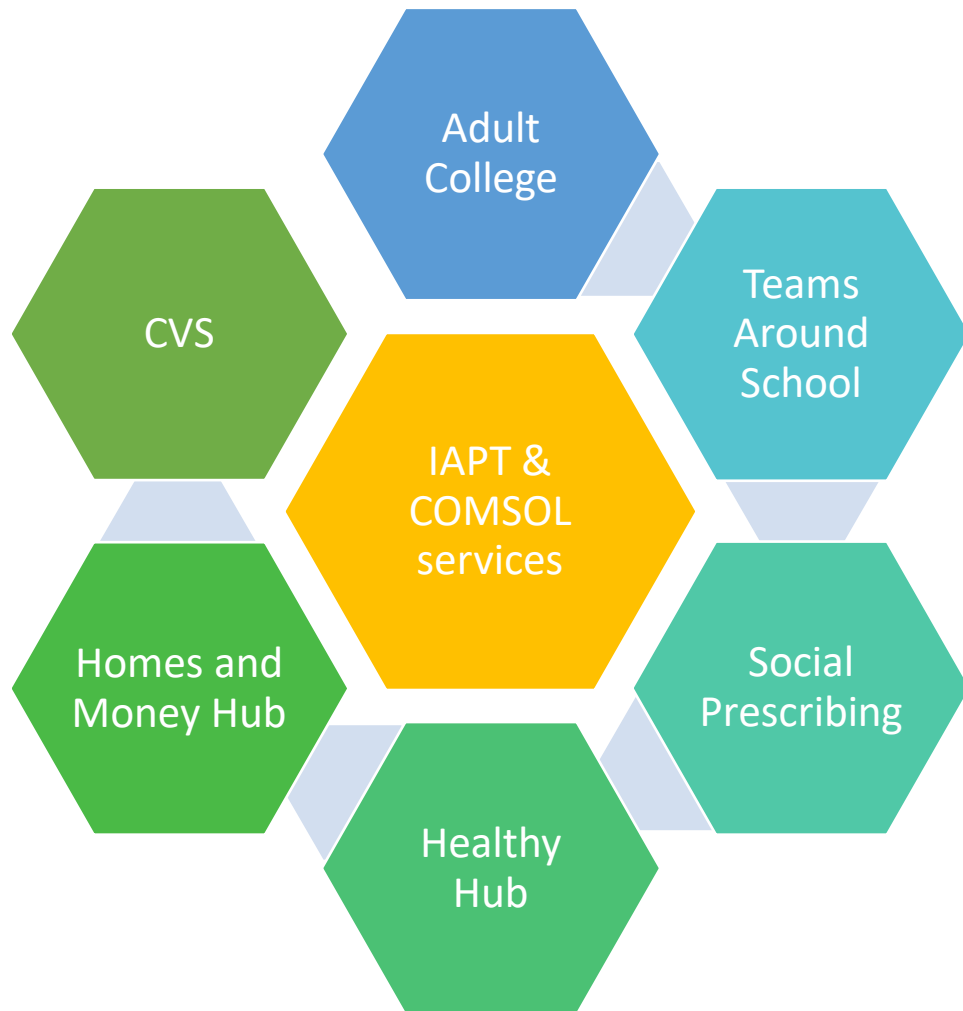 Adult
College
Teams
Around
School
Social
Prescribing
Healthy
Hub
Homes and
Money Hub
CVS
IAPT &
COMSOL
services